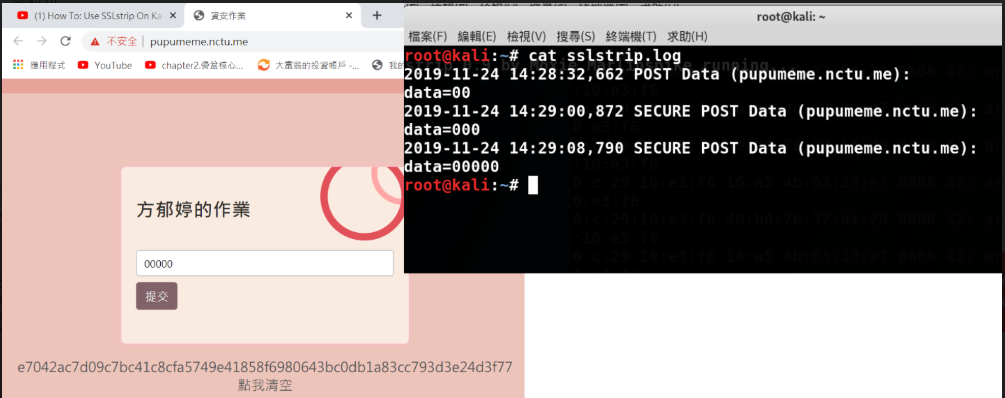 (1) How To: Use SSLstrip On Kal
資安作業
不安全 | pupumeme.nctu.me
應用程式
YouTube
chapter2.骨盆核心...
大富翁的投資帳戶 -...
我的
方郁婷的作業
00000
提交
e7042ac7d09c7bc41c8cfa5749e41858f6980643bc0db1a83cc793d3e24d3f77
點我清空
root@kali: ~
檔案(F) 編輯(E) 檢視(V) 搜尋(S) 終端機(T) 求助(H)
root@kali:~# cat sslstrip.log
2019-11-24 14:28:32,662 POST Data (pupumeme.nctu.me):
data=00
2019-11-24 14:29:00,872 SECURE POST Data (pupumeme.nctu.me):
data=000
2019-11-24 14:29:08,790 SECURE POST Data (pupumeme.nctu.me):
data=00000
root@kali:~#